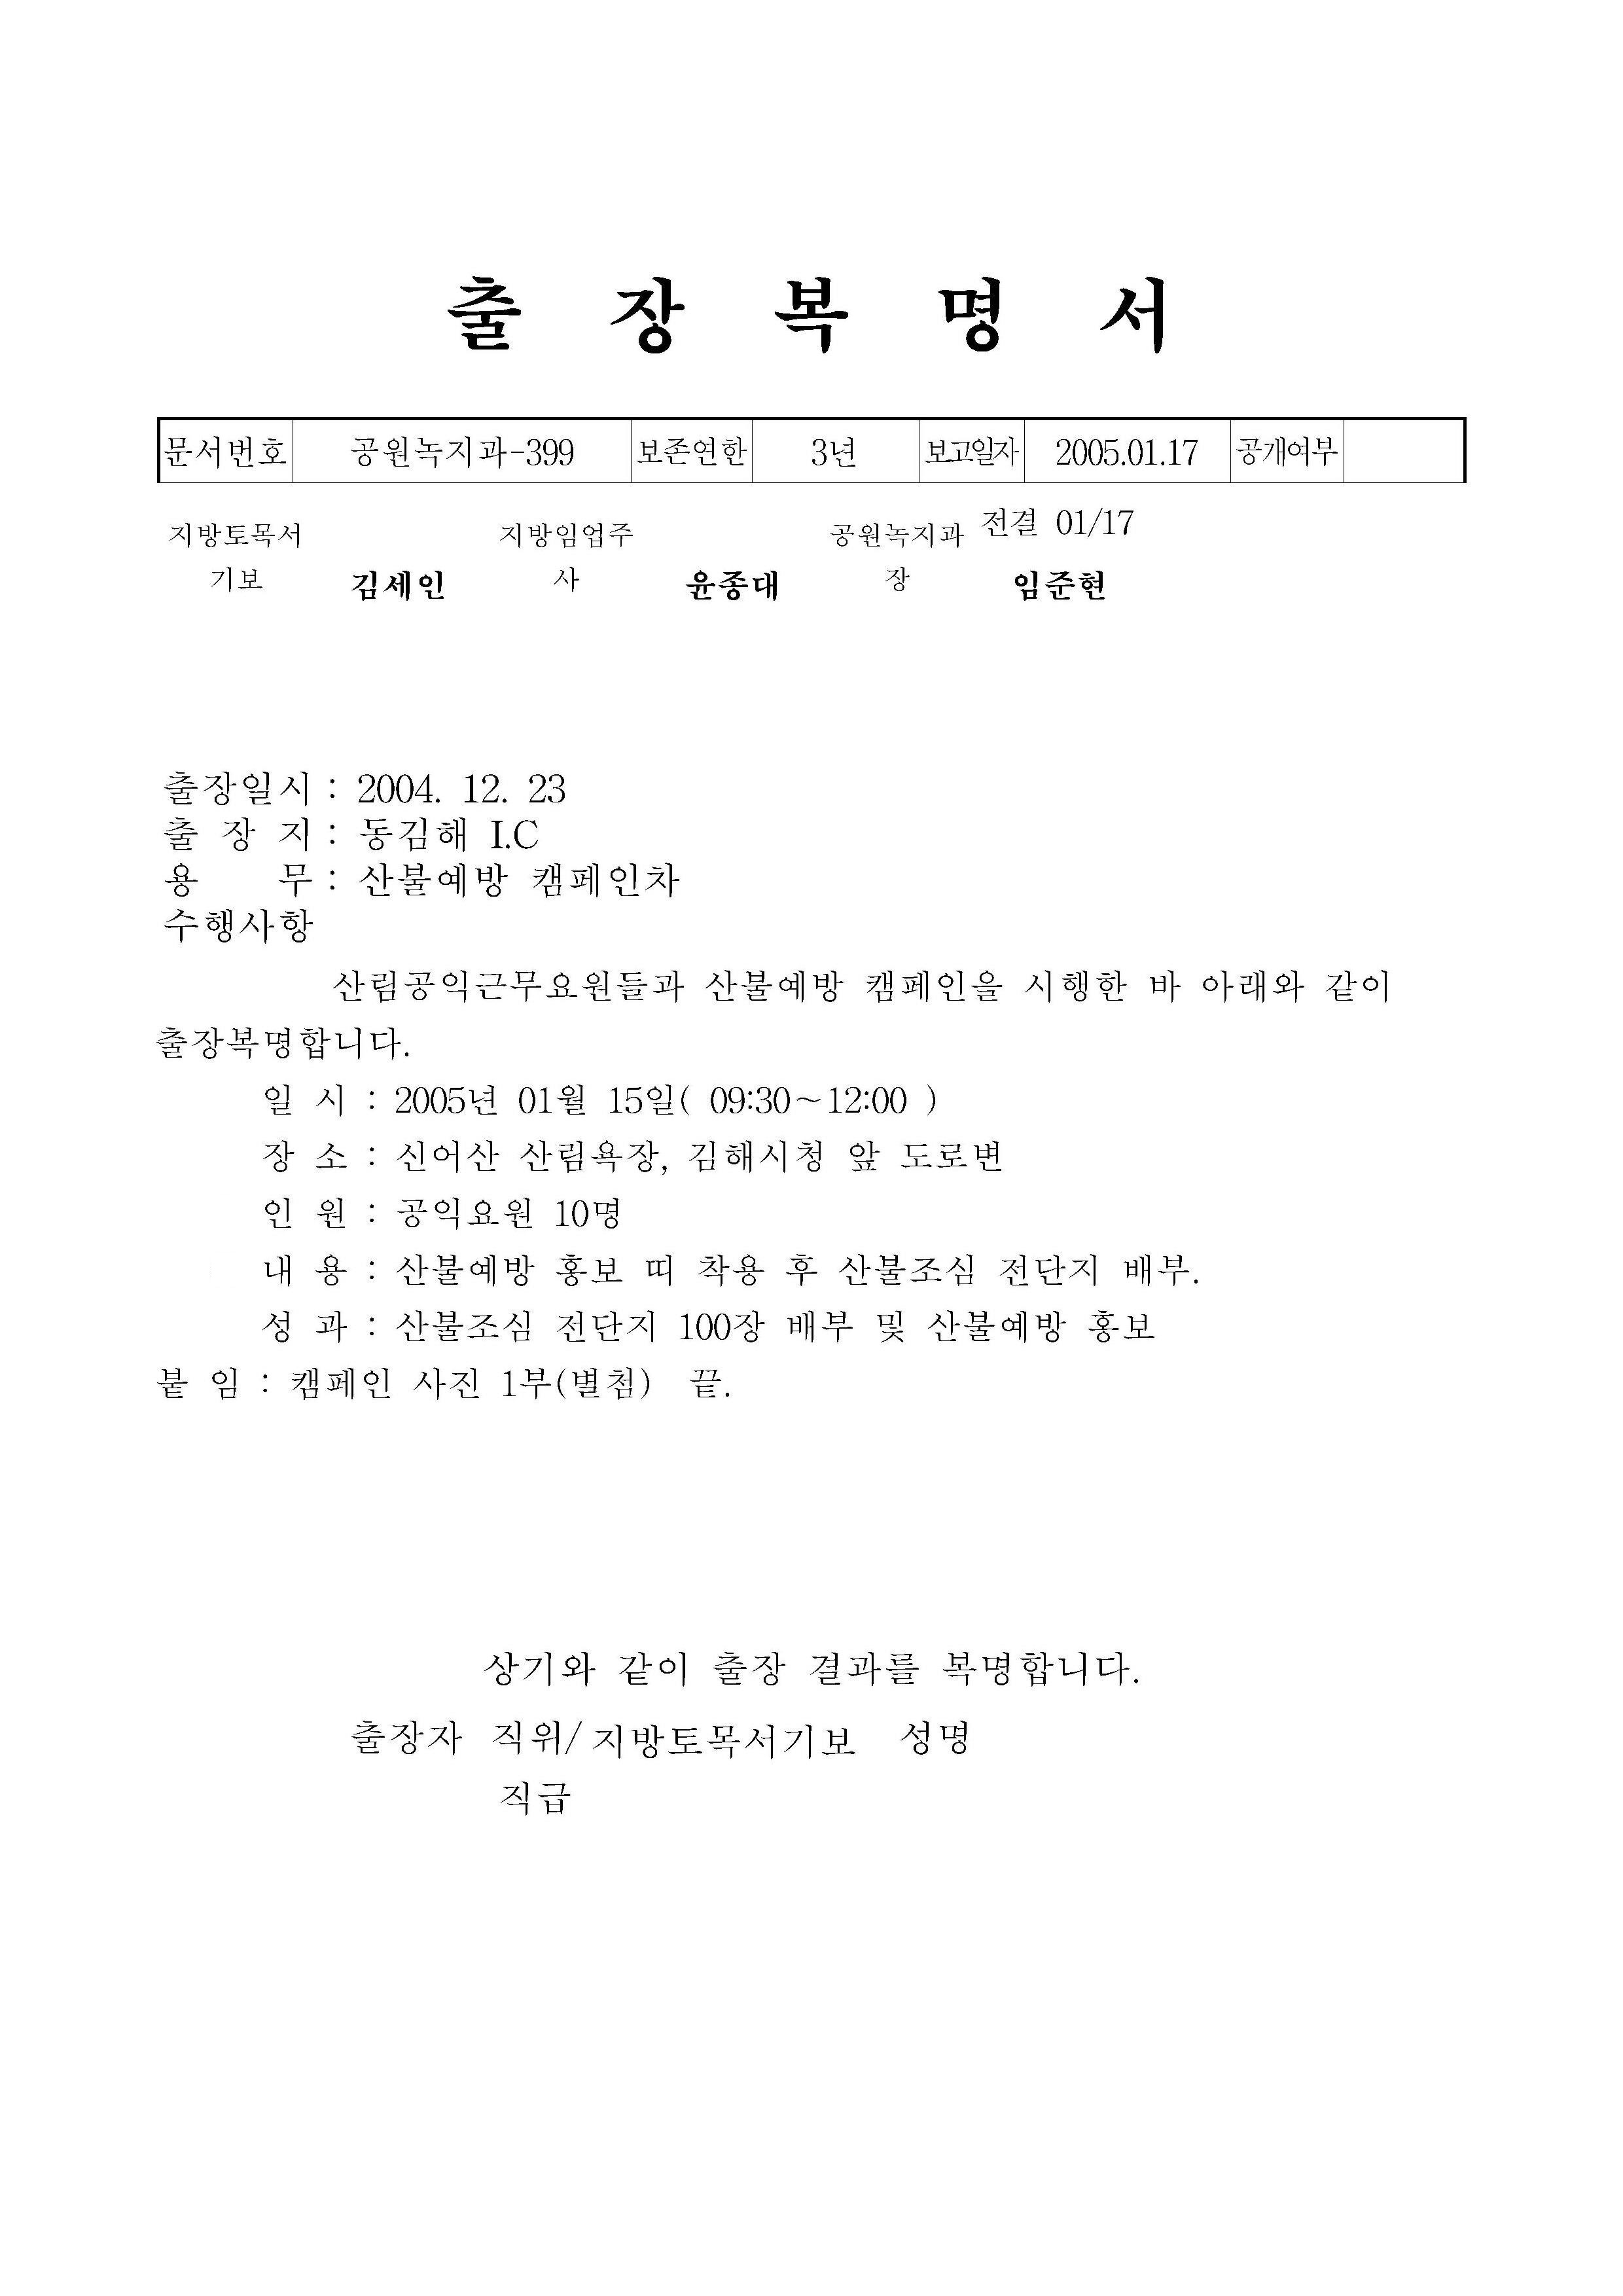 출 장 복 명 서
문서번호 공원녹지과-399 보존연한 3년 보고일자 2005.01.17 공개여부
지방토목서 지방임업주 공원녹지과 전결 01/17
기보 김세인 사 윤종대 장 임준현
출장일시 : 2004. 12. 23
출 장 지 : 동김해 I.C
용 무 : 산불예방 캠페인차
수행사항
산림공익근무요원들과 산불예방 캠페인을 시행한 바 아래와 같이
출장복명합니다.
일 시 : 2005년 01월 15일( 09:30~12:00 )
장 소 : 신어산 산림욕장, 김해시청 앞 도로변
인 원 : 공익요원 10명
내 용 : 산불예방 홍보 띠 착용 후 산불조심 전단지 배부.
성 과 : 산불조심 전단지 100장 배부 및 산불예방 홍보
붙 임 : 캠페인 사진 1부(별첨) 끝.
상기와 같이 출장 결과를 복명합니다.
출장자 직위/ 지방토목서기보 성명
직급